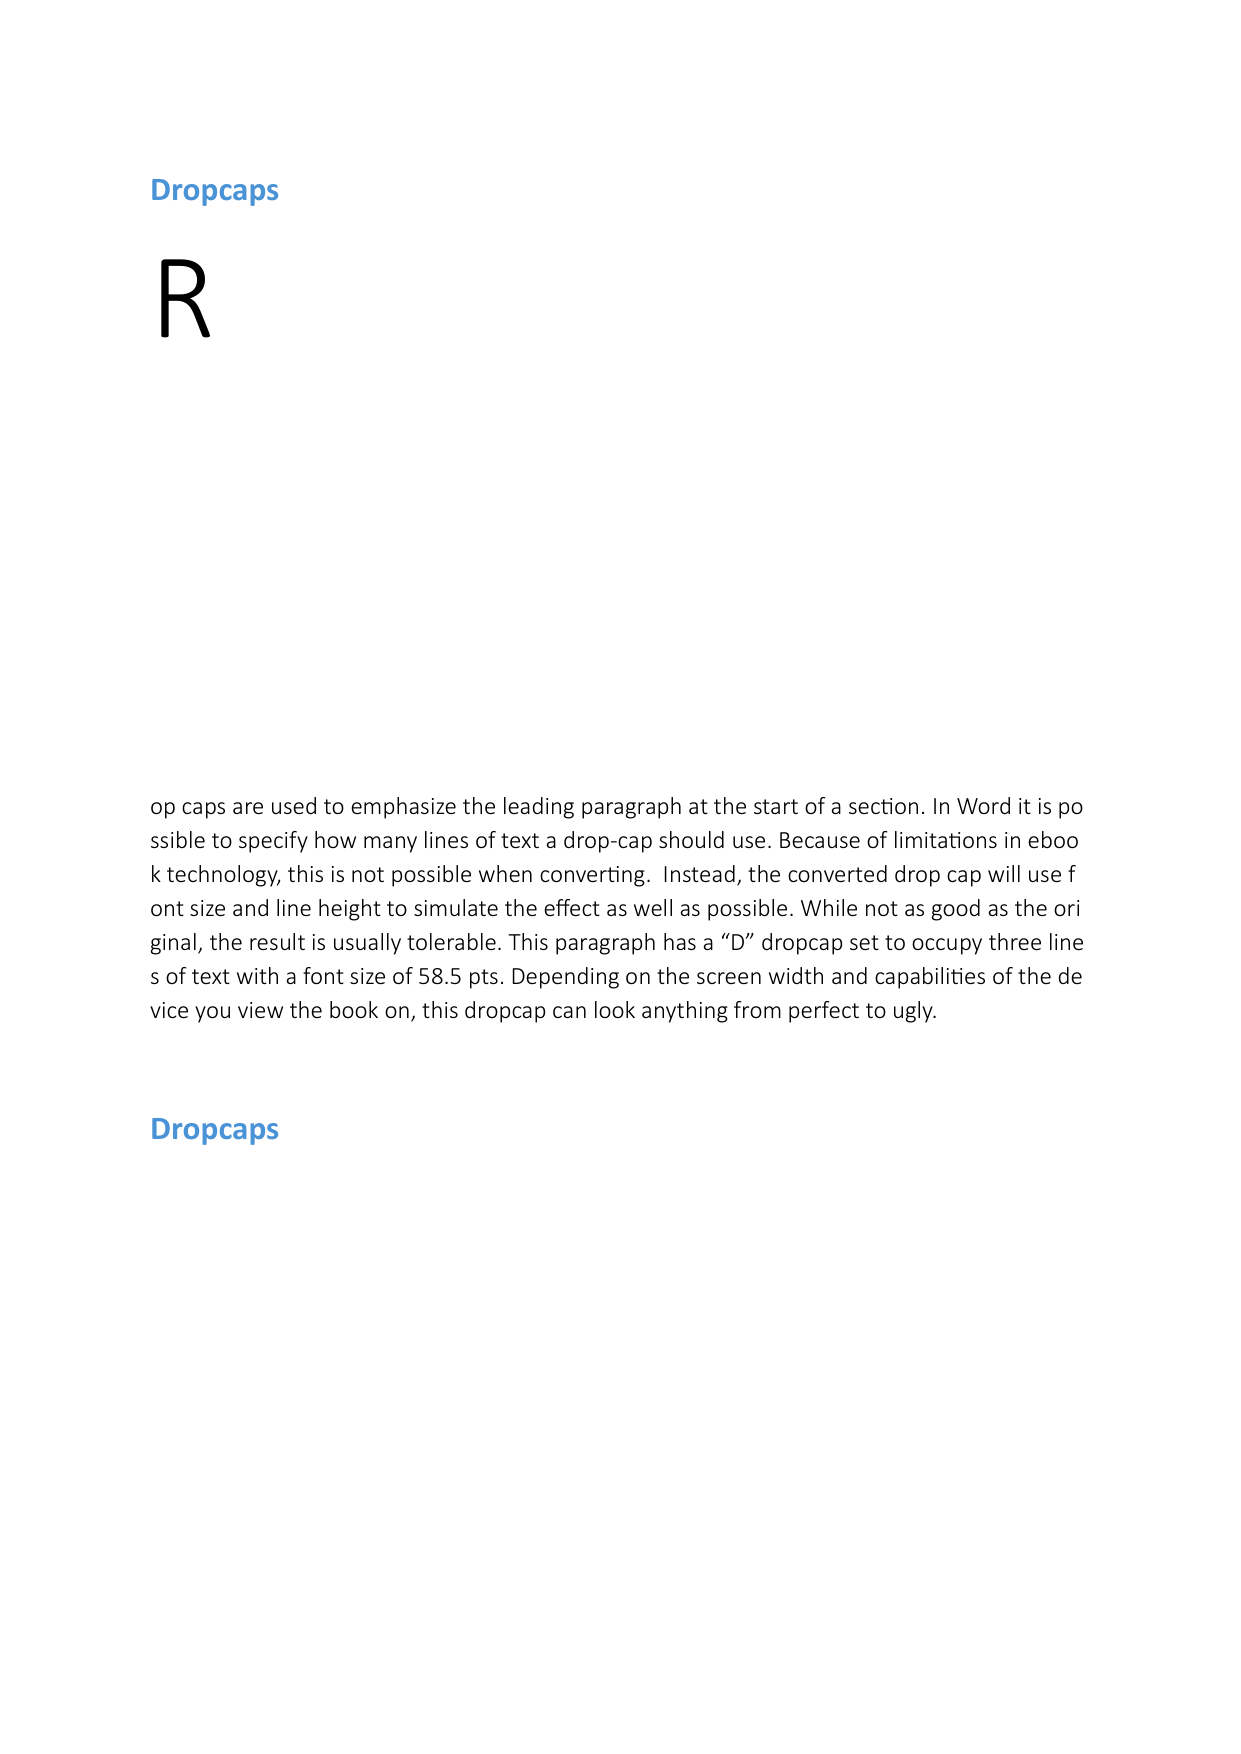 Dropcaps
R
op caps are used to emphasize the leading paragraph at the start of a section. In Word it is po
ssible to specify how many lines of text a drop-cap should use. Because of limitations in eboo
k technology, this is not possible when converting.  Instead, the converted drop cap will use f
ont size and line height to simulate the effect as well as possible. While not as good as the ori
ginal, the result is usually tolerable. This paragraph has a “D” dropcap set to occupy three line
s of text with a font size of 58.5 pts. Depending on the screen width and capabilities of the de
vice you view the book on, this dropcap can look anything from perfect to ugly.
Dropcaps